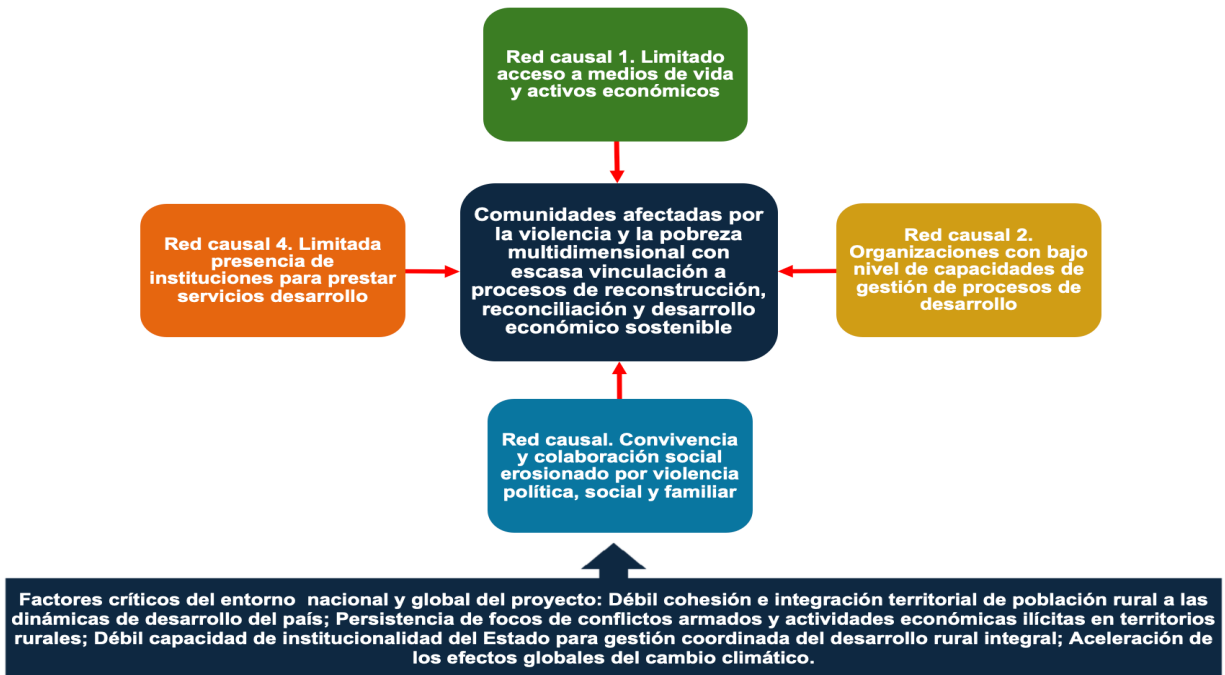 Red causal 1. Limitado
acceso a medios de vida
y activos económicos
Red causal 4. Limitada
presencia de
instituciones para prestar
servicios desarrollo
Comunidades afectadas por
la violencia y la pobreza
multidimensional con
escasa vinculación a
procesos de reconstrucción,
reconciliación y desarrollo
económico sostenible
Red causal 2.
Organizaciones con bajo
nivel de capacidades de
gestión de procesos de
desarrollo
Red causal. Convivencia
y colaboración social
erosionado por violencia
política, social y familiar
Factores críticos del entorno nacional y global del proyecto: Débil cohesión e integración territorial de población rural a las
dinámicas de desarrollo del país; Persistencia de focos de conflictos armados y actividades económicas ilícitas en territorios
rurales; Débil capacidad de institucionalidad del Estado para gestión coordinada del desarrollo rural integral; Aceleración de
los efectos globales del cambio climático.